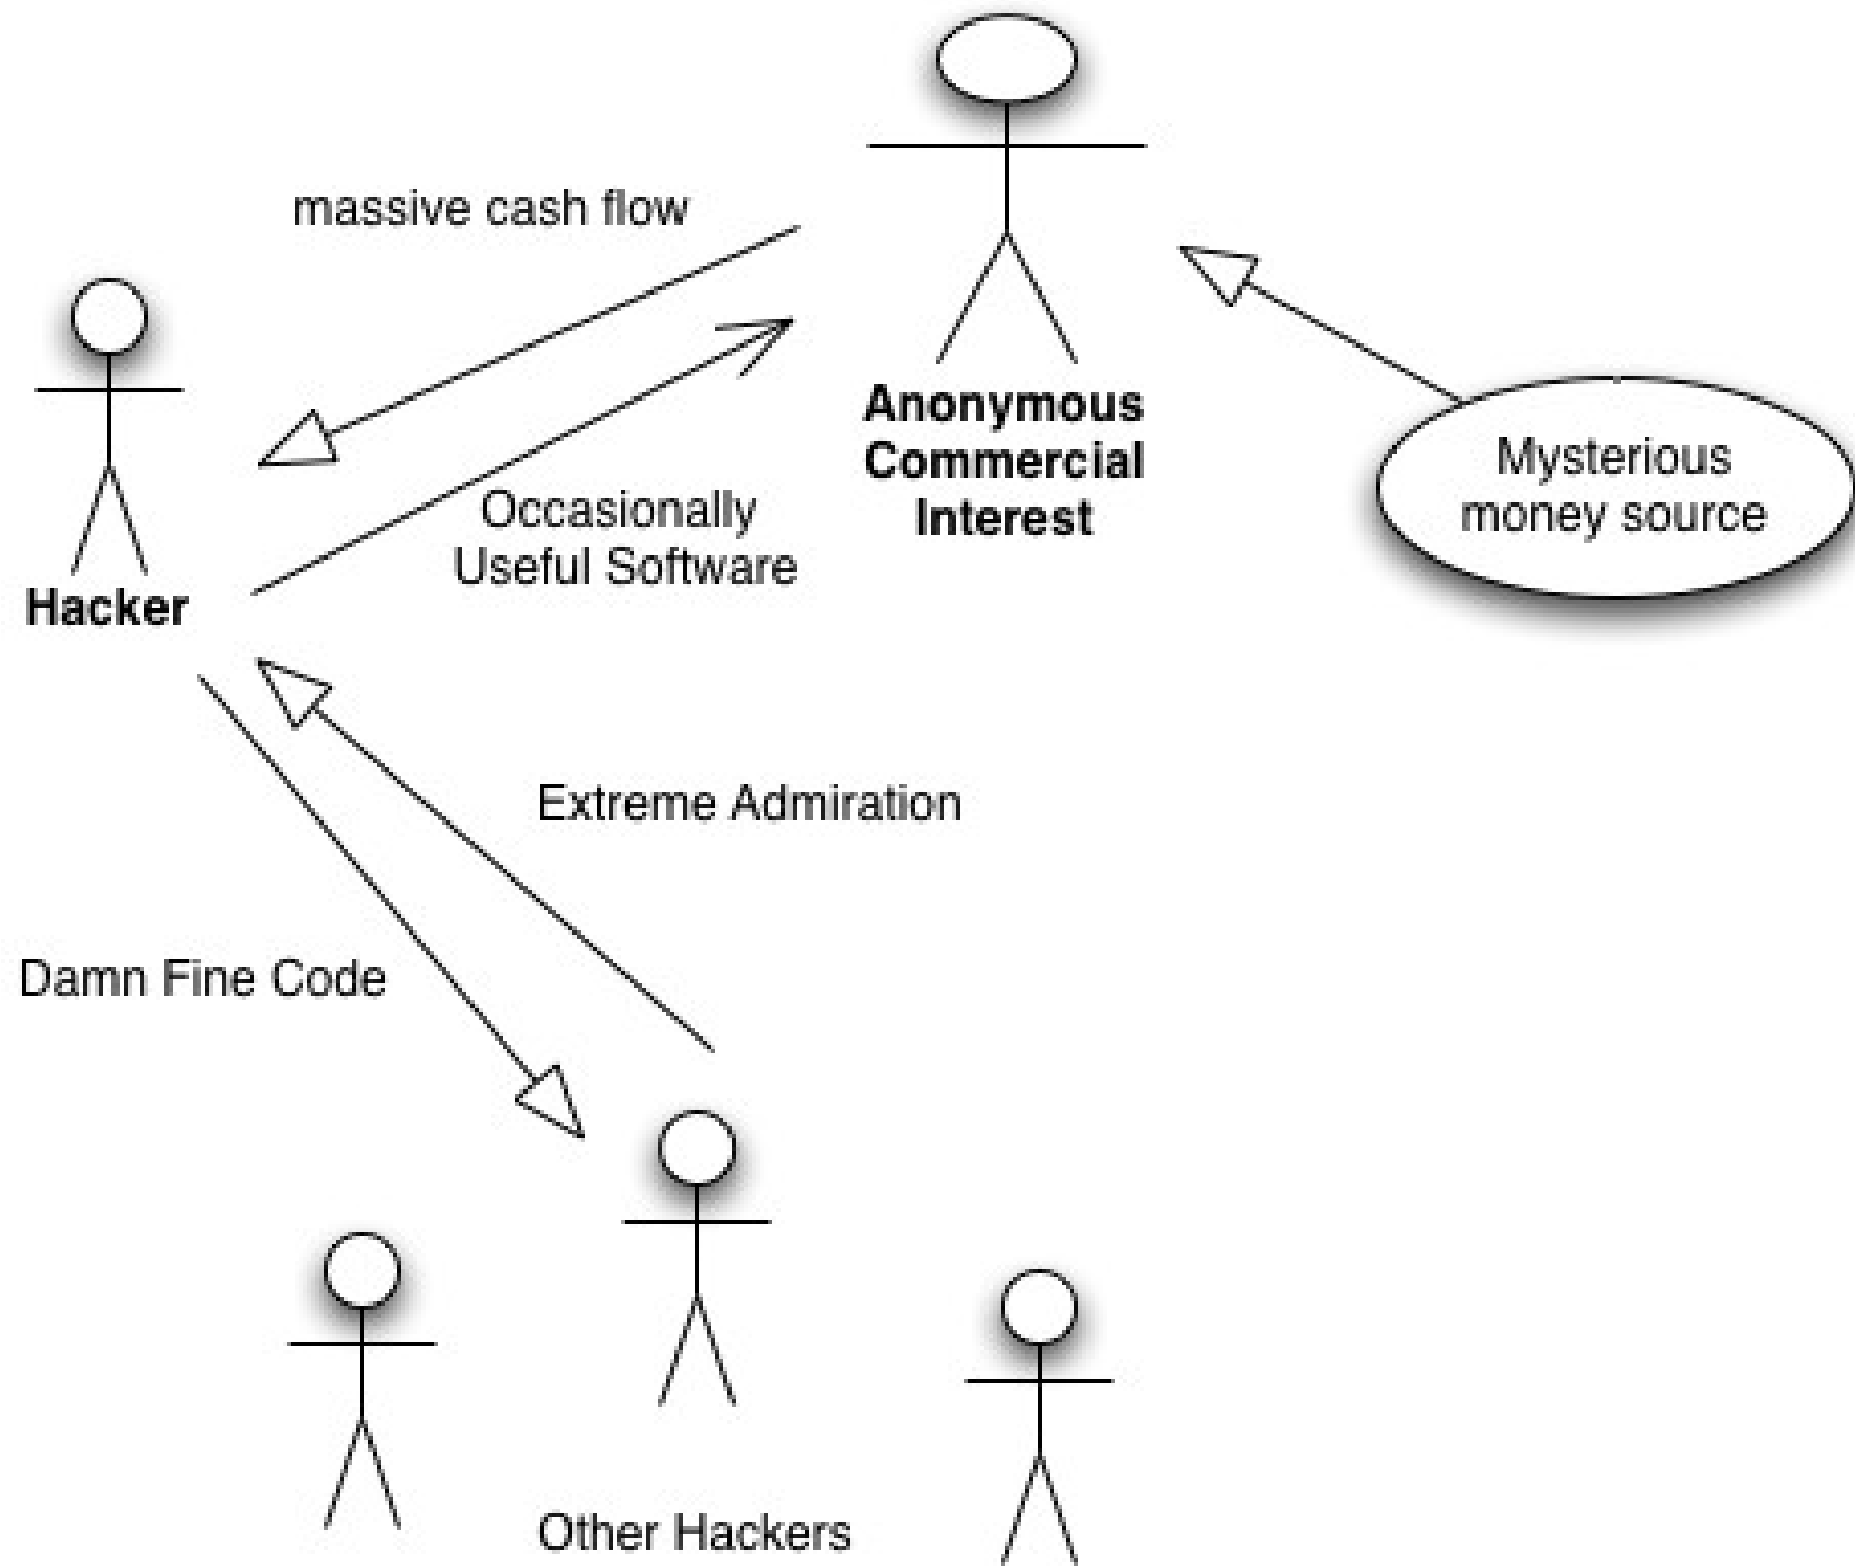 massive cash flow
Anonymous
Commercial
Interest
Mysterious
money source
Occasionally
Useful Software
Hacker
Extreme Admiration
Damn Fine Code
Other Hackers